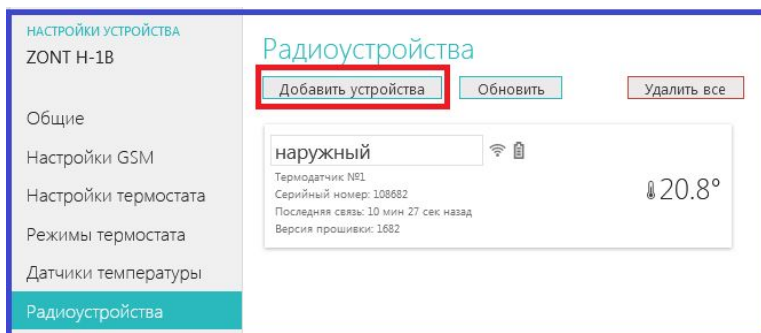 НАСТРОЙКИ УСТРОЙСТВА
ZONT H-1B
Общие
Настройки GSM
Настройки термостата
Режимы термостата
Датчики температуры
Радиоустройства
Радиоустройства
Добавить устройства
Обновить
Удалить все
наружный
Термодатчик №1
Серийный номер: 108682
Последняя связь: 10 мин 27 сек назад
Версия прошивки: 1682
20.8°